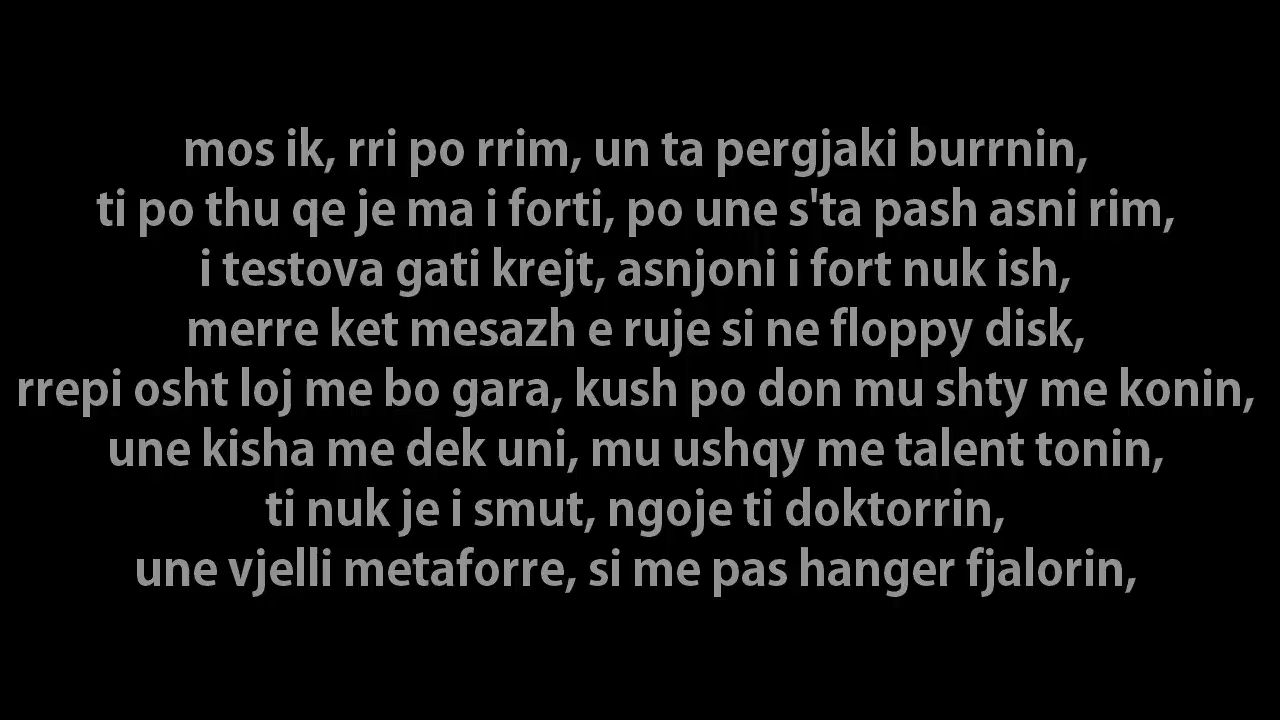 mos ik, rri po rrim, un ta pergjaki burrnin,
ti po thu qe je ma i forti, po une s'ta pash asni rim,
i testova gati krejt, asnjoni i fort nuk ish,
merre ket mesazh e ruje si ne floppy disk,
rrepi osht loj me bo gara, kush po don mu shty me konin,
une kisha me dek uni, mu ushqy me talent tonin,
ti nuk je i smut, ngoje ti doktorrin,
une vjelli metaforre, si me pas hanger fjalorin,